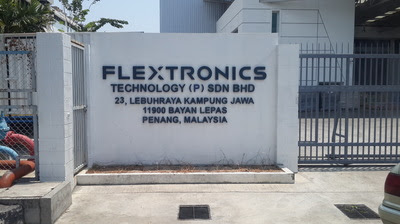 FLEXTRONICS
TECHNOLOGY (P) SDN BHD
23, LEBUHRAYA KAMPUNG JAWA
11900 BAYAN LEPAS
PENANG, MALAYSIA